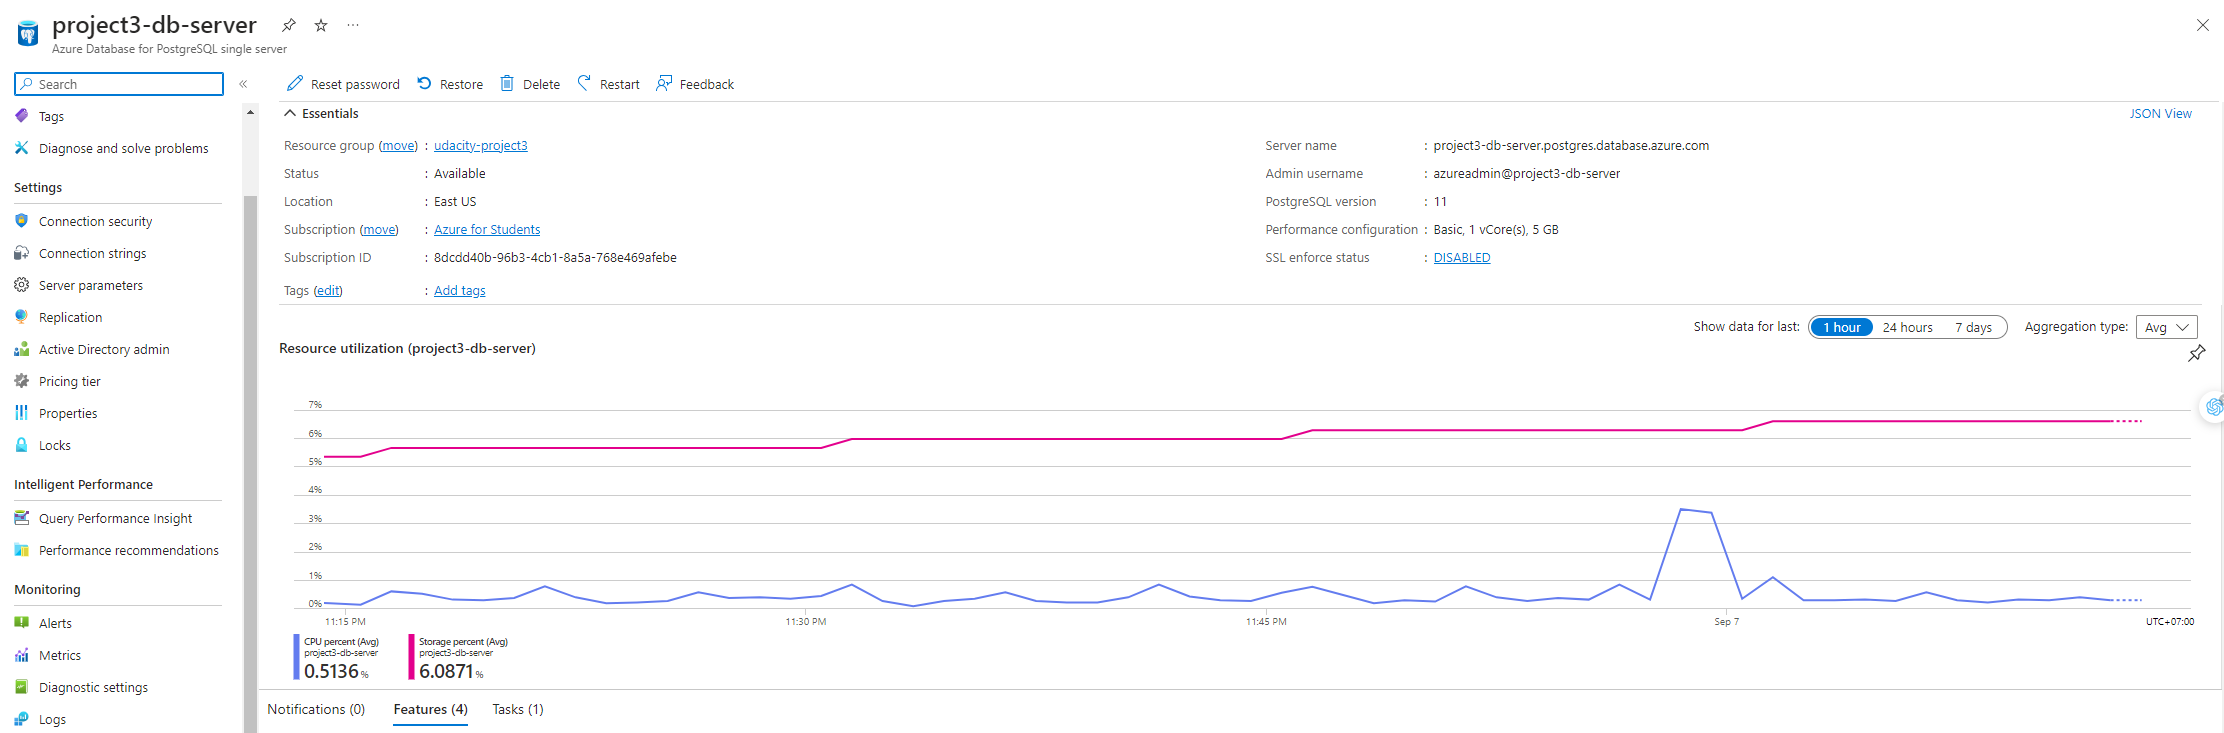 project3-db-server
Azure Database for PostgreSQL single server
Search
Tags
Diagnose and solve problems
Settings
Connection security
Connection strings
Server parameters
Replication
Active Directory admin
Pricing tier
Properties
Locks
Intelligent Performance
Query Performance Insight
Performance recommendations
Monitoring
Alerts
Metrics
Diagnostic settings
Logs
Reset password Restore Delete Restart Feedback
Essentials JSON View
Resource group (move) : udacity-project3
Status : Available
Location : East US
Subscription (move) : Azure for Students
Subscription ID : 8dcdd40b-96b3-4cb1-8a5a-768e469afebe
Tags (edit) : Add tags
Server name : project3-db-server.postgres.database.azure.com
Admin username : azureadmin@project3-db-server
PostgreSQL version : 11
Performance configuration : Basic, 1 vCore(s), 5 GB
SSL enforce status : DISABLED
Show data for last: 1 hour 24 hours 7 days Aggregation type: Avg
Resource utilization (project3-db-server)
7%
6%
5%
4%
3%
2%
1%
0%
11:15 PM 11:30 PM 11:45 PM Sep 7 UTC+07:00
CPU percent (Avg)
project3-db-server
0.5136 %
Storage percent (Avg)
project3-db-server
6.0871 %
Notifications (0) Features (4) Tasks (1)